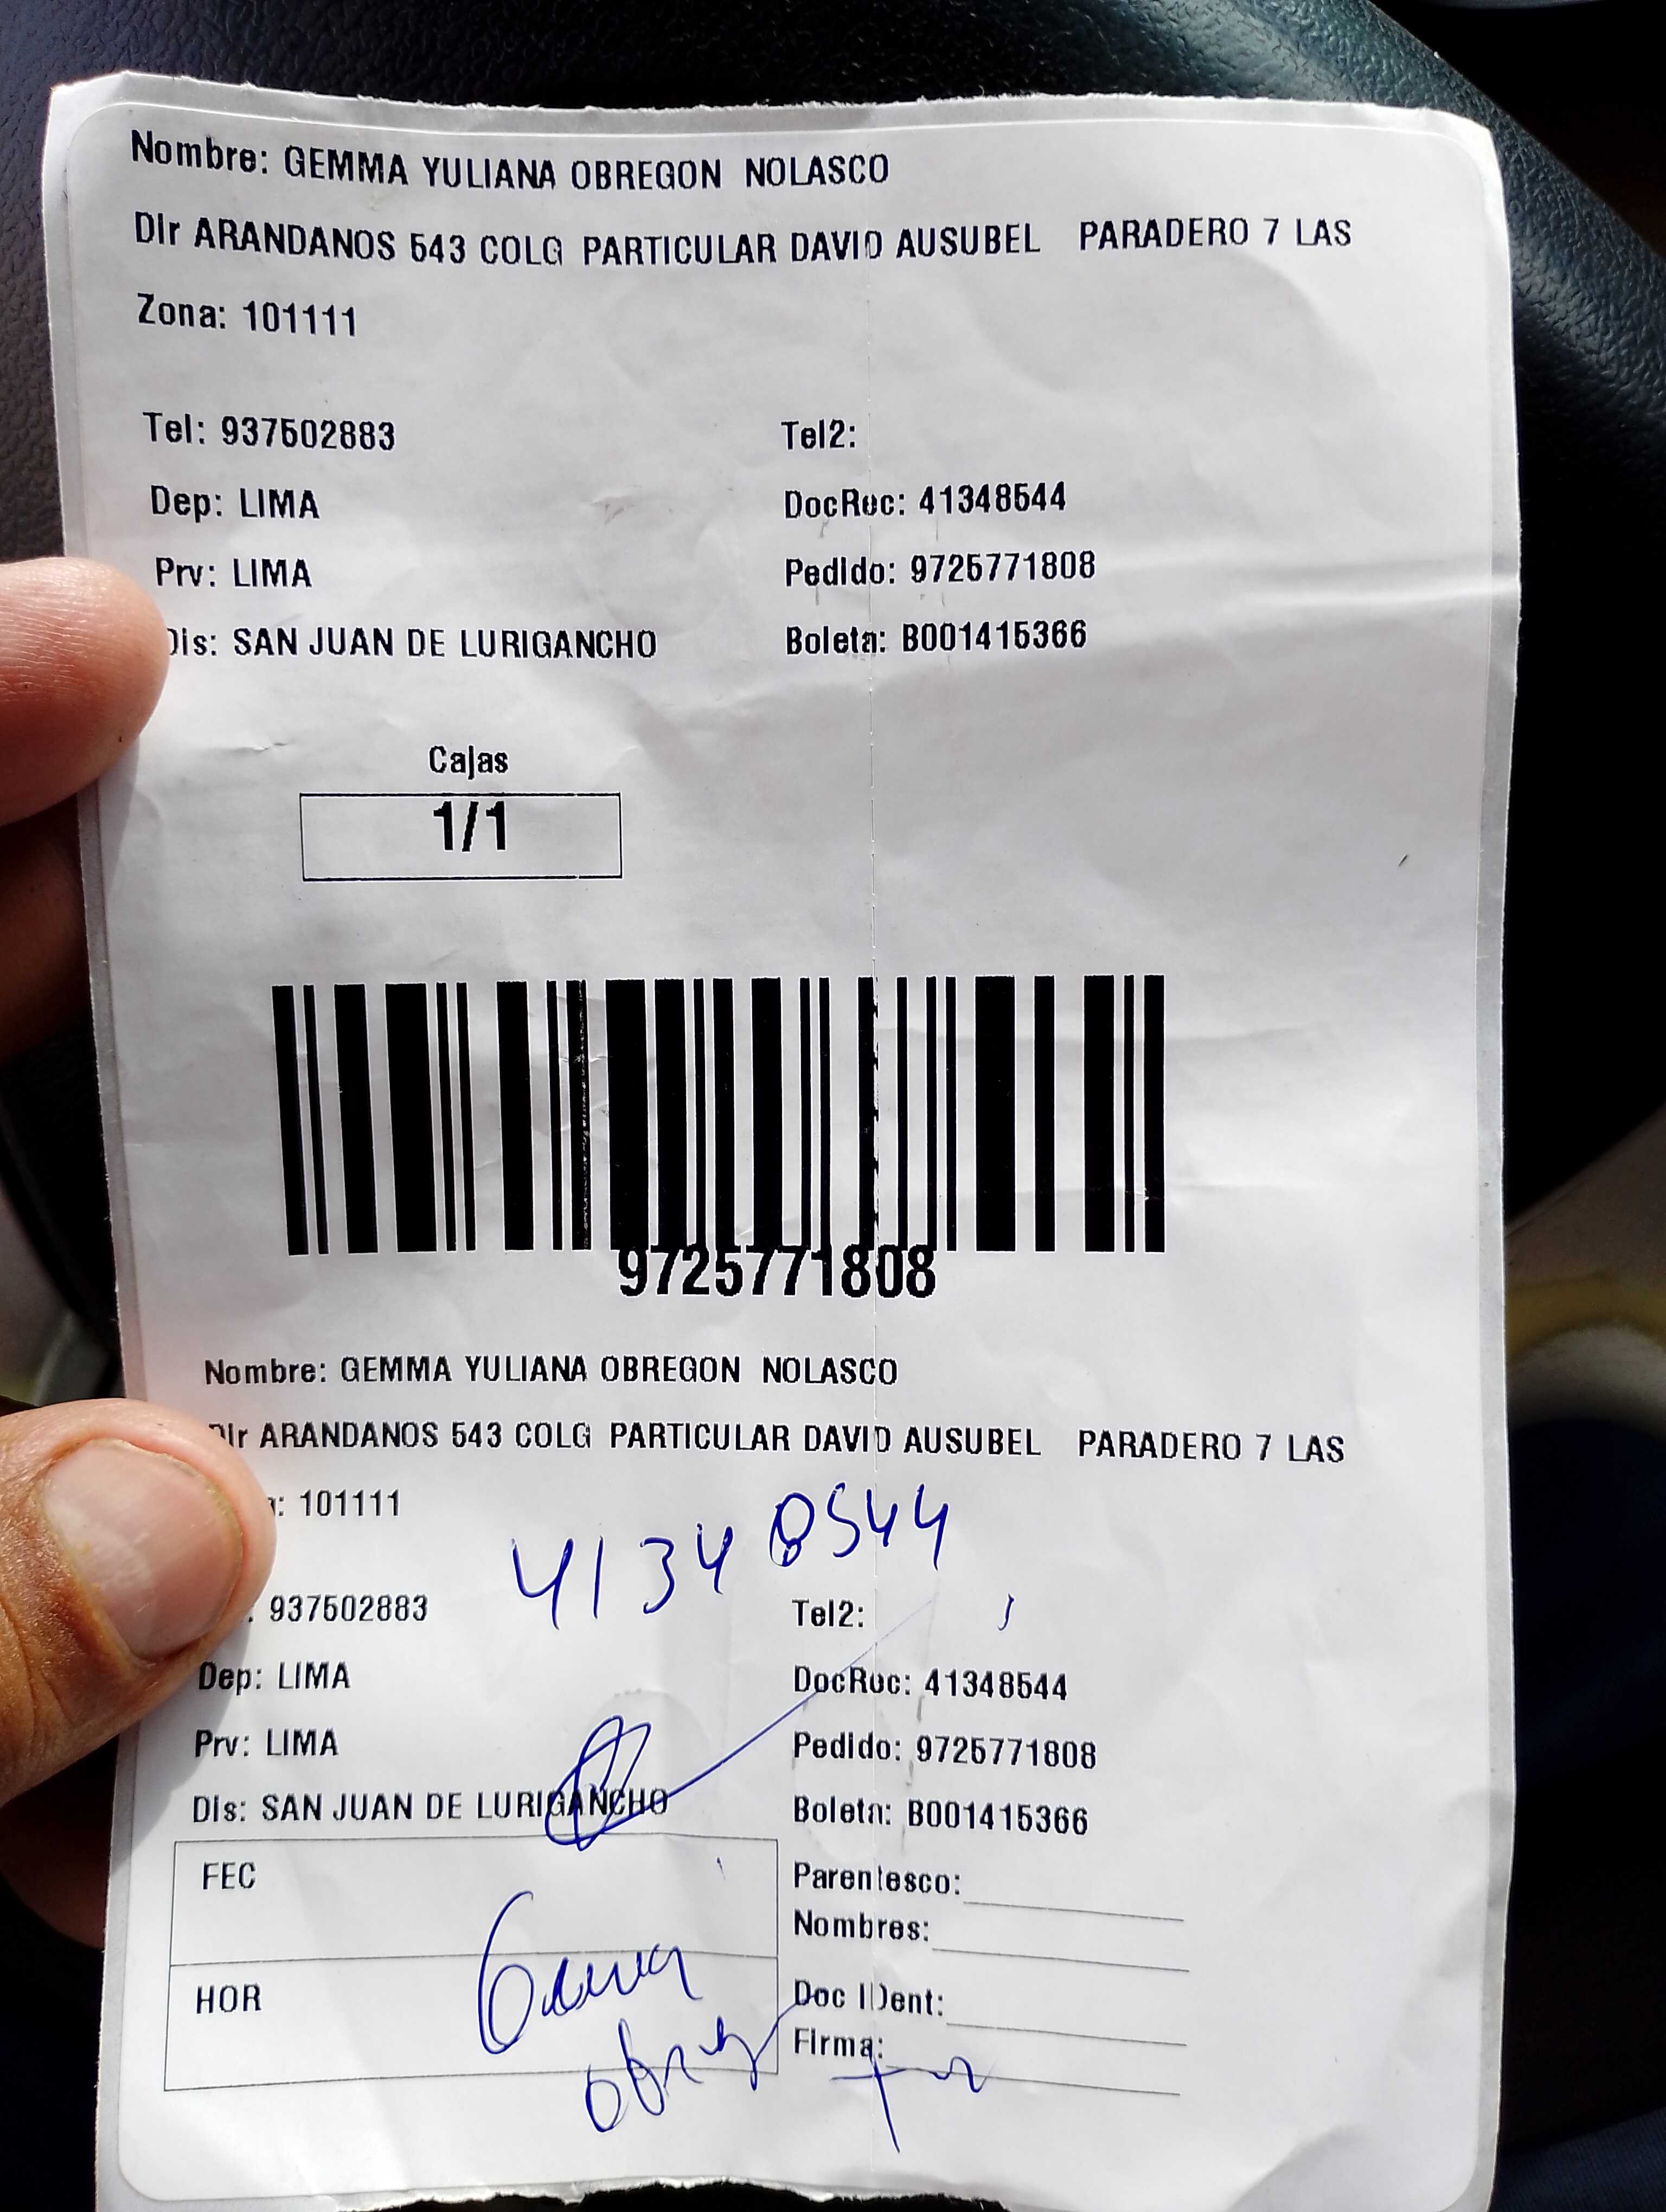 Nombre: GEMMA YULIANA OBREGON NOLASCO
Dir ARANDANOS 543 COLG PARTICULAR DAVID AUSUBEL PARADERO 7 LAS
Zona: 101111
Tel: 937502883 Tel2:
Dep: LIMA DocRec: 41348544
Prv: LIMA Pedido: 9725771808
Dis: SAN JUAN DE LURIGANCHO Boleta: B001415366
Cajas
1/1
9725771808
Nombre: GEMMA YULIANA OBREGON NOLASCO
Dir ARANDANOS 543 COLG PARTICULAR DAVID AUSUBEL PARADERO 7 LAS
: 101111
41348544
937502883 Tel2:
Dep: LIMA DocRec: 41348544
Prv: LIMA Pedido: 9725771808
Dis: SAN JUAN DE LURIGANCHO Boleta: B001415366
FEC Parentesco:
Nombres:
HOR Doc IDent:
Gemma
Firma: